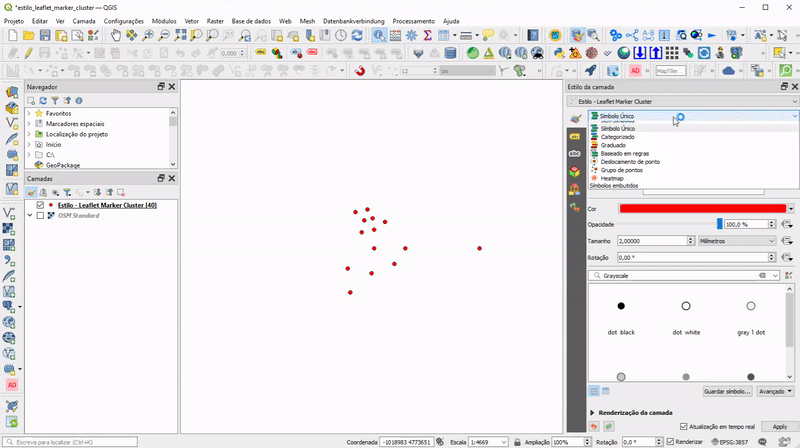 *estilo_leaflet_marker_cluster — QGIS
Projeto Editar Camada Configurações Módulos Vetor Raster Base de dados Web Mesh Datenbankverbindung Processamento Ajuda
0,000
12 px
AD
MapTiler...
Navegador
Favoritos
Marcadores espaciais
Localização do projeto
Início
C:\
GeoPackage
Camadas
Estilo - Leaflet Marker Cluster [40]
OSM Standard
Estilo da camada
Estilo - Leaflet Marker Cluster
Símbolo Único
Sem símbolos
Símbolo Único
Categorizado
Graduado
Baseado em regras
Deslocamento de ponto
Grupo de pontos
Heatmap
Símbolos embutidos
Cor
Opacidade 100,0 %
Tamanho 2,00000 Milímetros
Rotação 0,00 °
Grayscale
dot black dot white gray 1 dot
Guardar símbolo... Avançado
Renderização da camada
Atualização em tempo real Apply
AD
Escreva para localizar (Ctrl+K) Coordenada -1018983 4773651 Escala 1:4669 Ampliação 100% Rotação 0,0 ° Renderizar EPSG:3857